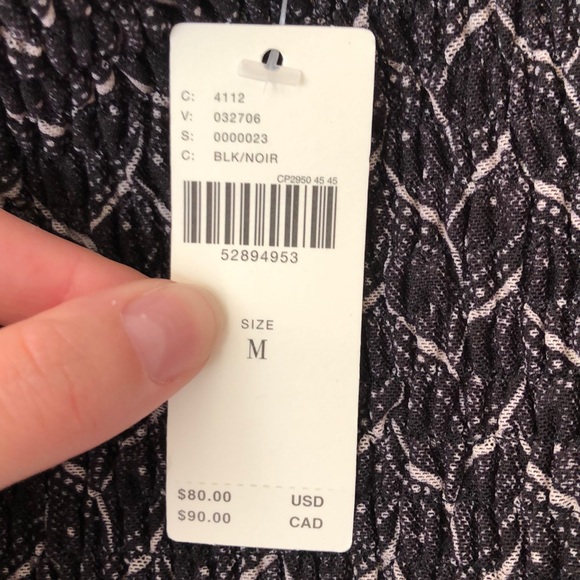 C: 4112
V: 032706
S: 0000023
C: BLK/NOIR
CP2950 45 45
52894953
SIZE
M
$80.00 USD
$90.00 CAD